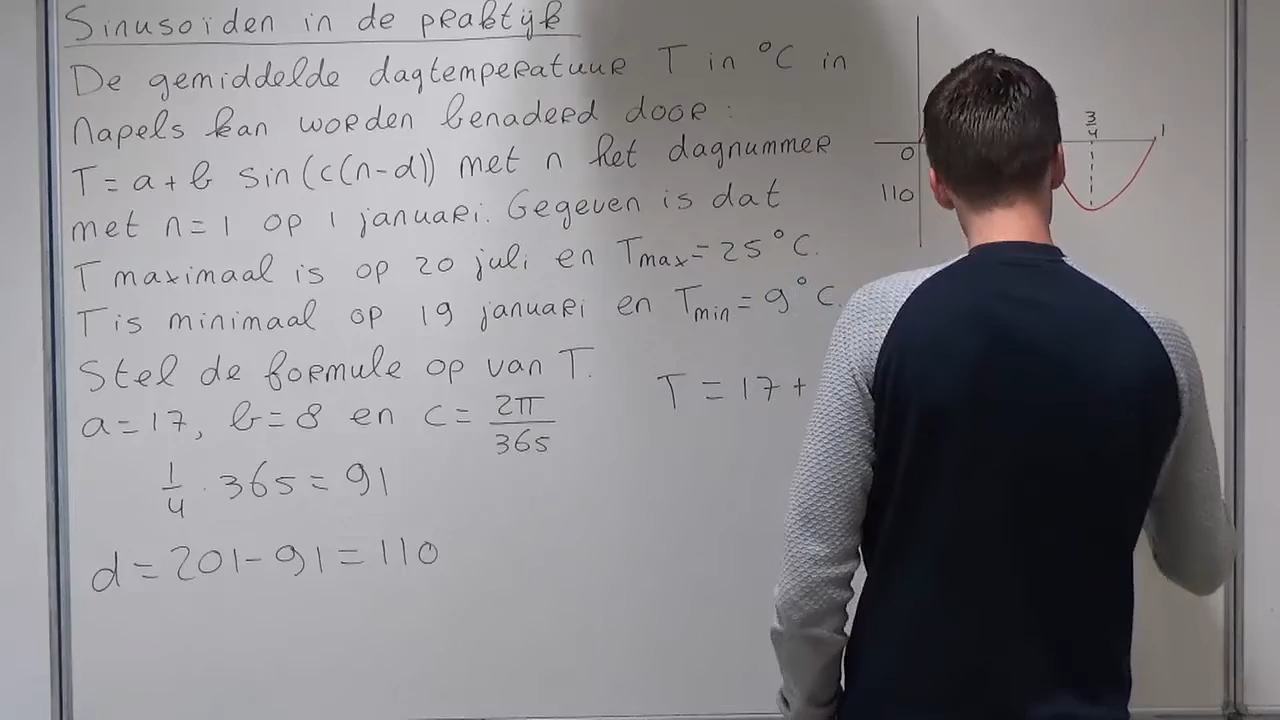 Sinusoïden in de praktijk
De gemiddelde dagtemperatuur T in °C in
Napels kan worden benaderd door:
T = a + b sin(c(n-d)) met n het dagnummer
met n = 1 op 1 januari. Gegeven is dat
T maximaal is op 20 juli en Tmax = 25°C.
T is minimaal op 19 januari en Tmin = 9°C.
Stel de formule op van T.
a = 17, b = 8 en c = 2π/365
T = 17 +
1/4 · 365 = 91
d = 201 - 91 = 110
0
110
3/4
1